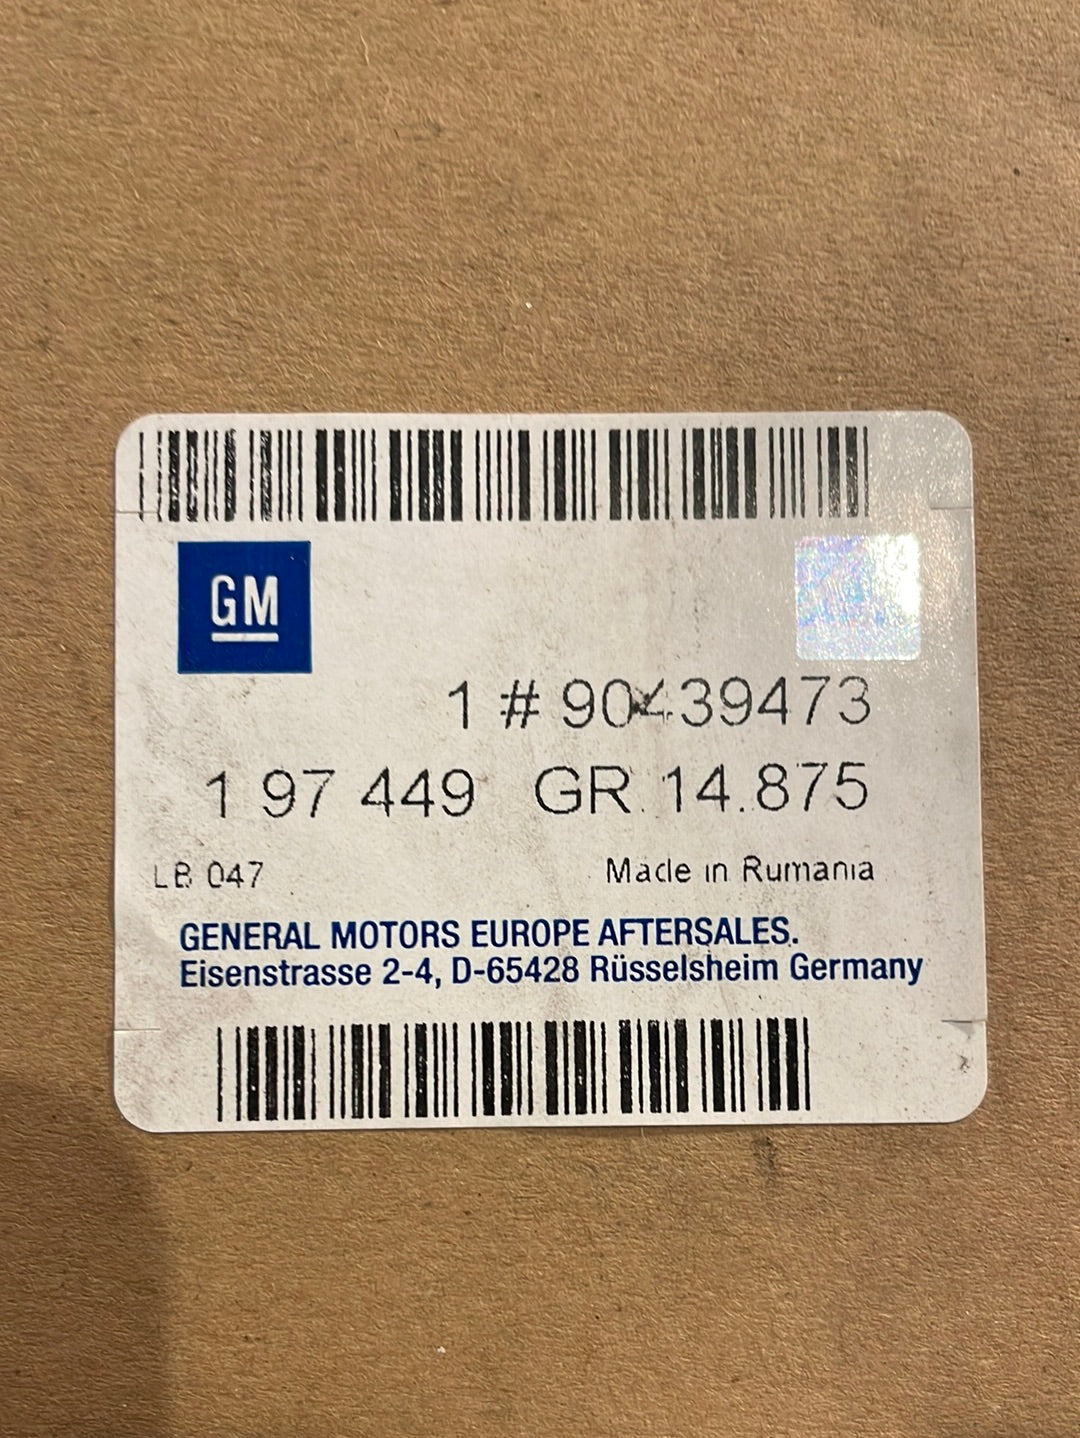 GM
1 # 90439473
1 97 449 GR. 14.875
LB 047 Made in Rumania
GENERAL MOTORS EUROPE AFTERSALES.
Eisenstrasse 2-4, D-65428 Rüsselsheim Germany